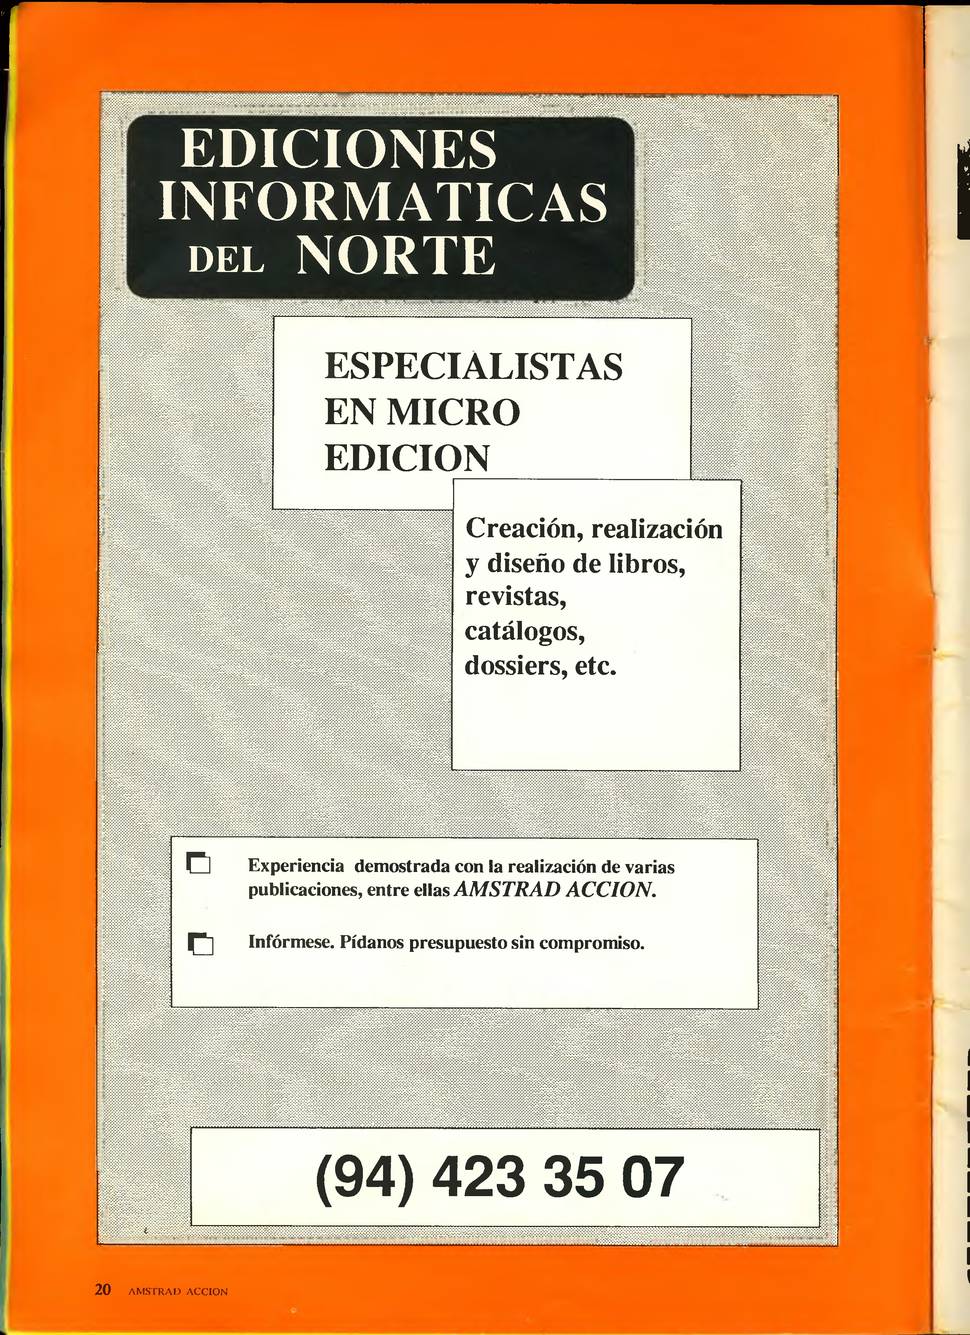 EDICIONES
INFORMATICAS
DEL NORTE
ESPECIALISTAS
EN MICRO
EDICION
Creación, realización
y diseño de libros,
revistas,
catálogos,
dossiers, etc.
Experiencia demostrada con la realización de varias
publicaciones, entre ellas AMSTRAD ACCION.
Infórmese. Pídanos presupuesto sin compromiso.
(94) 423 35 07
20 AMSTRAD ACCION